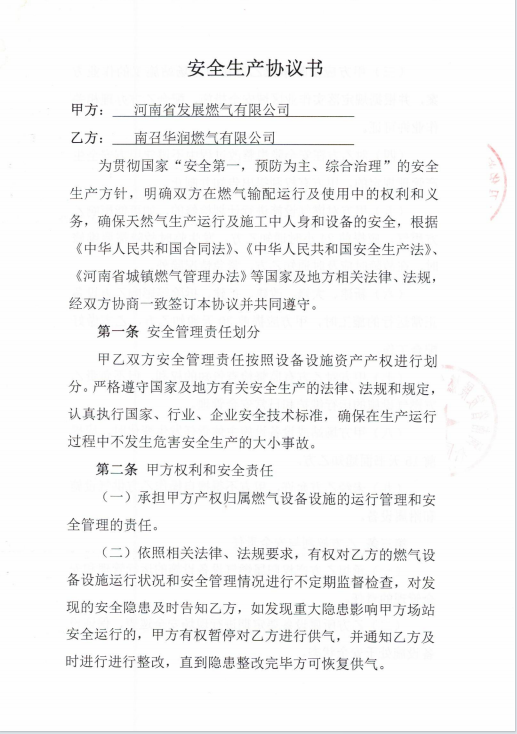 安全生产协议书
甲方：河南省发展燃气有限公司
乙方：南召华润燃气有限公司
为贯彻国家“安全第一，预防为主、综合治理”的安全
生产方针，明确双方在燃气输配运行及使用中的权利和义
务，确保天然气生产运行及施工中人身和设备的安全，根据
《中华人民共和国合同法》、《中华人民共和国安全生产法》、
《河南省城镇燃气管理办法》等国家及地方相关法律、法规，
经双方协商一致签订本协议并共同遵守。
第一条 安全管理责任划分
甲乙双方安全管理责任按照设备设施资产产权进行划
分。严格遵守国家及地方有关安全生产的法律、法规和规定，
认真执行国家、行业、企业安全技术标准，确保在生产运行
过程中不发生危害安全生产的大小事故。
第二条 甲方权利和安全责任
（一）承担甲方产权归属燃气设备设施的运行管理和安
全管理的责任。
（二）依照相关法律、法规要求，有权对乙方的燃气设
备设施运行状况和安全管理情况进行不定期监督检查，对发
现的安全隐患及时告知乙方，如发现重大隐患影响甲方场站
安全运行的，甲方有权暂停对乙方进行供气，并通知乙方及
时进行进行整改，直到隐患整改完毕方可恢复供气。